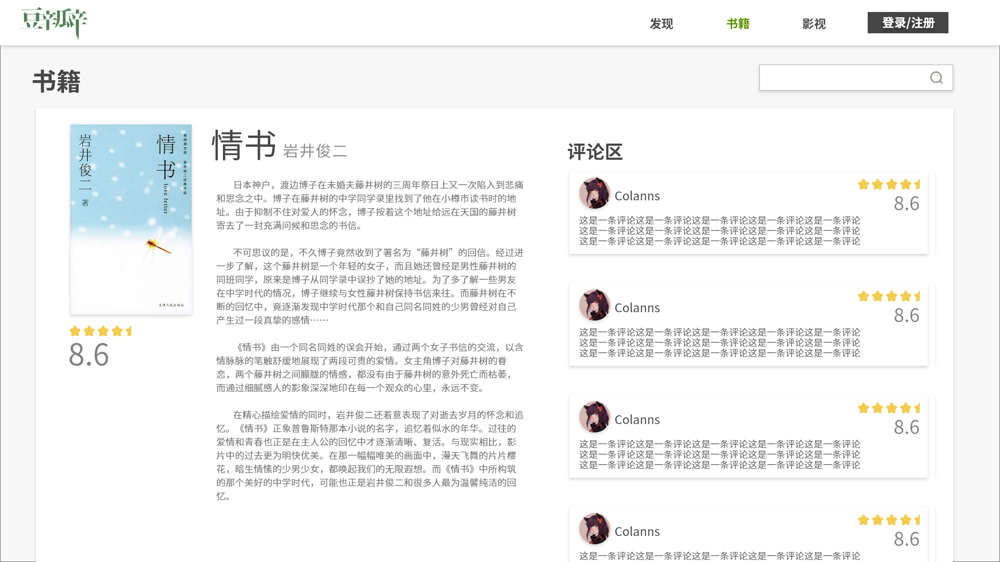 豆辛瓜辛
发现
书籍
影视
登录/注册
书籍
岩井俊二 著
情书
love letter
新经典文库 岩井俊二经典作品
天津人民出版社
8.6
情书 岩井俊二
日本神户，渡边博子在未婚夫藤井树的三周年祭日上又一次陷入到悲痛
和思念之中。博子在藤井树的中学同学录里找到了他在小樽市读书时的地
址。由于抑制不住对爱人的怀念，博子按着这个地址给远在天国的藤井树
寄去了一封充满问候和思念的书信。
不可思议的是，不久博子竟然收到了署名为“藤井树”的回信。经过进
一步了解，这个藤井树是一个年轻的女子，而且她还曾经是男性藤井树的
同班同学，原来是博子从同学录中误抄了她的地址。为了多了解一些男友
在中学时代的情况，博子继续与女性藤井树保持书信来往。而藤井树在不
断的回忆中，竟逐渐发现中学时代那个和自己同名同姓的少男曾经对自己
产生过一段真挚的感情……
《情书》由一个同名同姓的误会开始，通过两个女子书信的交流，以含
情脉脉的笔触舒缓地展现了两段可贵的爱情。女主角博子对藤井树的眷
恋，两个藤井树之间朦胧的情感，都没有由于藤井树的意外死亡而枯萎，
而通过细腻感人的影象深深地印在每一个观众的心里，永远不变。
在精心描绘爱情的同时，岩井俊二还着意表现了对逝去岁月的怀念和追
忆。《情书》正象普鲁斯特那本小说的名字，追忆着似水的年华。过往的
爱情和青春也正是在主人公的回忆中才逐渐清晰、复活。与现实相比，影
片中的过去更为明快优美。在那一幅幅唯美的画面中，漫天飞舞的片片樱
花，暗生情愫的少男少女，都唤起我们的无限遐想。而《情书》中所构筑
的那个美好的中学时代，可能也正是岩井俊二和很多人最为温馨纯洁的回
忆。
评论区
Colanns
8.6
这是一条评论这是一条评论这是一条评论这是一条评论这是一条评论
这是一条评论这是一条评论这是一条评论这是一条评论这是一条评论
这是一条评论这是一条评论这是一条评论这是一条评论这是一条评论
Colanns
8.6
这是一条评论这是一条评论这是一条评论这是一条评论这是一条评论
这是一条评论这是一条评论这是一条评论这是一条评论这是一条评论
这是一条评论这是一条评论这是一条评论这是一条评论这是一条评论
Colanns
8.6
这是一条评论这是一条评论这是一条评论这是一条评论这是一条评论
这是一条评论这是一条评论这是一条评论这是一条评论这是一条评论
这是一条评论这是一条评论这是一条评论这是一条评论这是一条评论
Colanns
8.6
这是一条评论这是一条评论这是一条评论这是一条评论这是一条评论